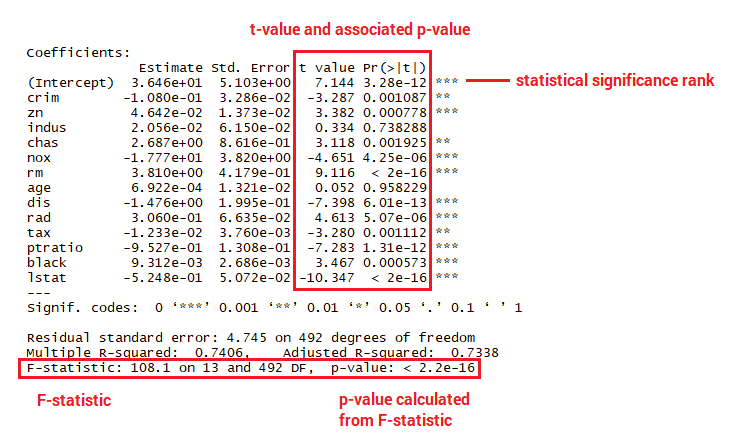 t-value and associated p-value
Coefficients:
Estimate Std. Error t value Pr(>|t|)
(Intercept) 3.646e+01 5.103e+00 7.144 3.28e-12 *** statistical significance rank
crim -1.080e-01 3.286e-02 -3.287 0.001087 **
zn 4.642e-02 1.373e-02 3.382 0.000778 ***
indus 2.056e-02 6.150e-02 0.334 0.738288
chas 2.687e+00 8.616e-01 3.118 0.001925 **
nox -1.777e+01 3.820e+00 -4.651 4.25e-06 ***
rm 3.810e+00 4.179e-01 9.116 < 2e-16 ***
age 6.922e-04 1.321e-02 0.052 0.958229
dis -1.476e+00 1.995e-01 -7.398 6.01e-13 ***
rad 3.060e-01 6.635e-02 4.613 5.07e-06 ***
tax -1.233e-02 3.760e-03 -3.280 0.001112 **
ptratio -9.527e-01 1.308e-01 -7.283 1.31e-12 ***
black 9.312e-03 2.686e-03 3.467 0.000573 ***
lstat -5.248e-01 5.072e-02 -10.347 < 2e-16 ***
---
Signif. codes: 0 ‘***’ 0.001 ‘**’ 0.01 ‘*’ 0.05 ‘.’ 0.1 ‘ ’ 1
Residual standard error: 4.745 on 492 degrees of freedom
Multiple R-squared: 0.7406, Adjusted R-squared: 0.7338
F-statistic: 108.1 on 13 and 492 DF, p-value: < 2.2e-16
F-statistic
p-value calculated
from F-statistic